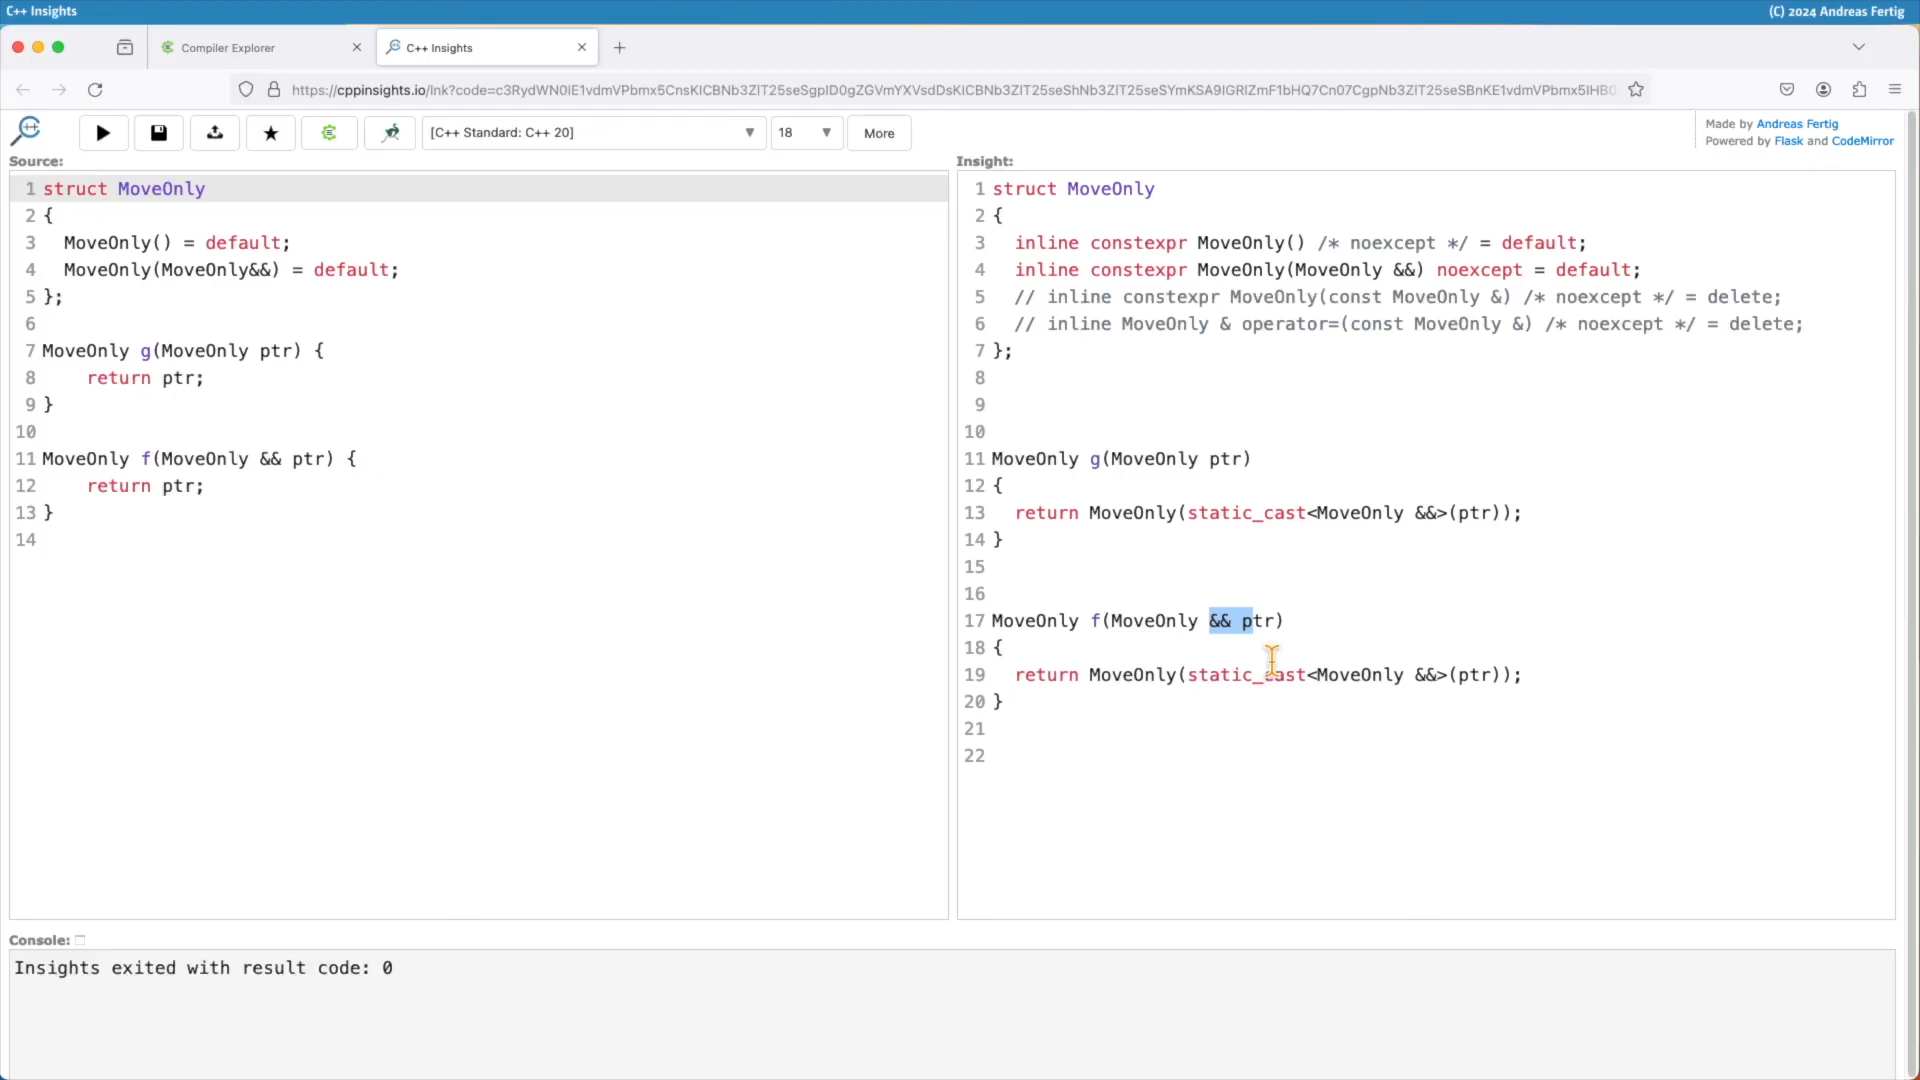 C++ Insights
(C) 2024 Andreas Fertig
Compiler Explorer
C++ Insights
[C++ Standard: C++ 20]
18
More
Made by Andreas Fertig
Powered by Flask and CodeMirror
Source:
1 struct MoveOnly
2 {
3   MoveOnly() = default;
4   MoveOnly(MoveOnly&&) = default;
5 };
6
7 MoveOnly g(MoveOnly ptr) {
8     return ptr;
9 }
10
11 MoveOnly f(MoveOnly && ptr) {
12     return ptr;
13 }
14
Insight:
1 struct MoveOnly
2 {
3   inline constexpr MoveOnly() /* noexcept */ = default;
4   inline constexpr MoveOnly(MoveOnly &&) noexcept = default;
5   // inline constexpr MoveOnly(const MoveOnly &) /* noexcept */ = delete;
6   // inline MoveOnly & operator=(const MoveOnly &) /* noexcept */ = delete;
7 };
8
9
10
11 MoveOnly g(MoveOnly ptr)
12 {
13   return MoveOnly(static_cast<MoveOnly &&>(ptr));
14 }
15
16
17 MoveOnly f(MoveOnly && ptr)
18 {
19   return MoveOnly(static_cast<MoveOnly &&>(ptr));
20 }
21
22
Console:
Insights exited with result code: 0